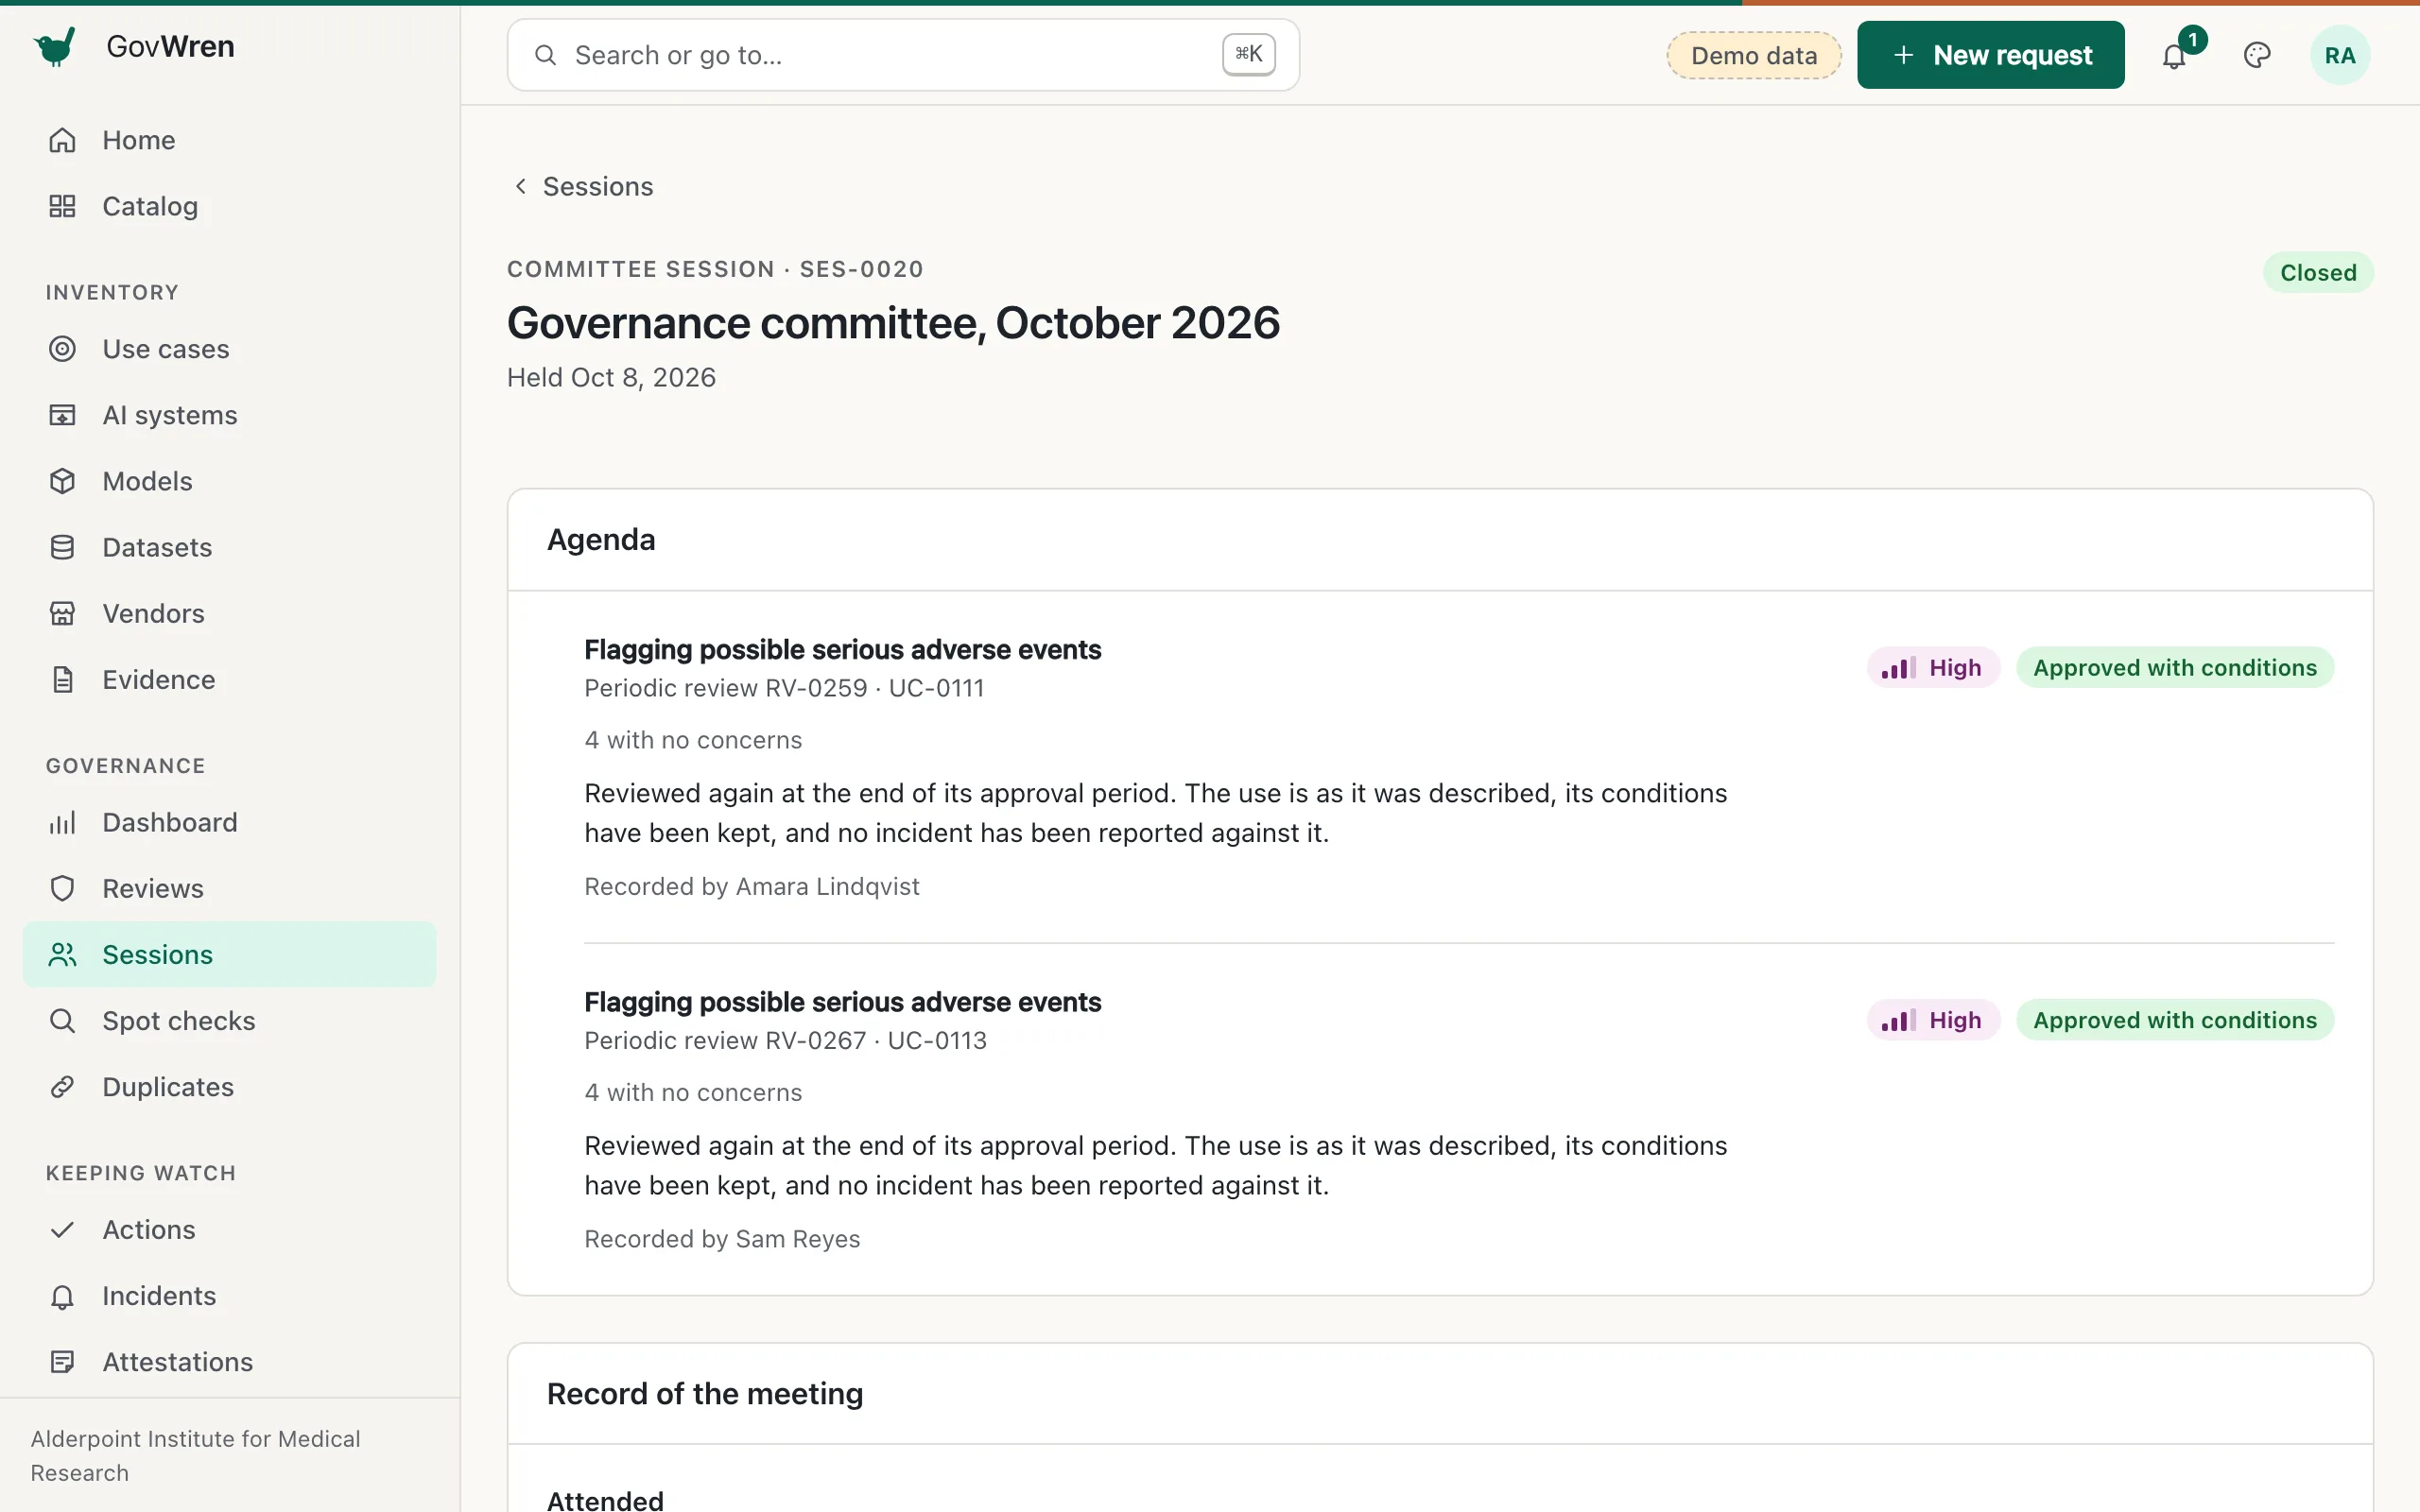 GovWren
Search or go to...
⌘K
Demo data
+ New request
1
RA
Home
Catalog
INVENTORY
Use cases
AI systems
Models
Datasets
Vendors
Evidence
GOVERNANCE
Dashboard
Reviews
Sessions
Spot checks
Duplicates
KEEPING WATCH
Actions
Incidents
Attestations
Alderpoint Institute for Medical
Research
Sessions
COMMITTEE SESSION · SES-0020
Closed
Governance committee, October 2026
Held Oct 8, 2026
Agenda
Flagging possible serious adverse events
High
Approved with conditions
Periodic review RV-0259 · UC-0111
4 with no concerns
Reviewed again at the end of its approval period. The use is as it was described, its conditions
have been kept, and no incident has been reported against it.
Recorded by Amara Lindqvist
Flagging possible serious adverse events
High
Approved with conditions
Periodic review RV-0267 · UC-0113
4 with no concerns
Reviewed again at the end of its approval period. The use is as it was described, its conditions
have been kept, and no incident has been reported against it.
Recorded by Sam Reyes
Record of the meeting
Attended